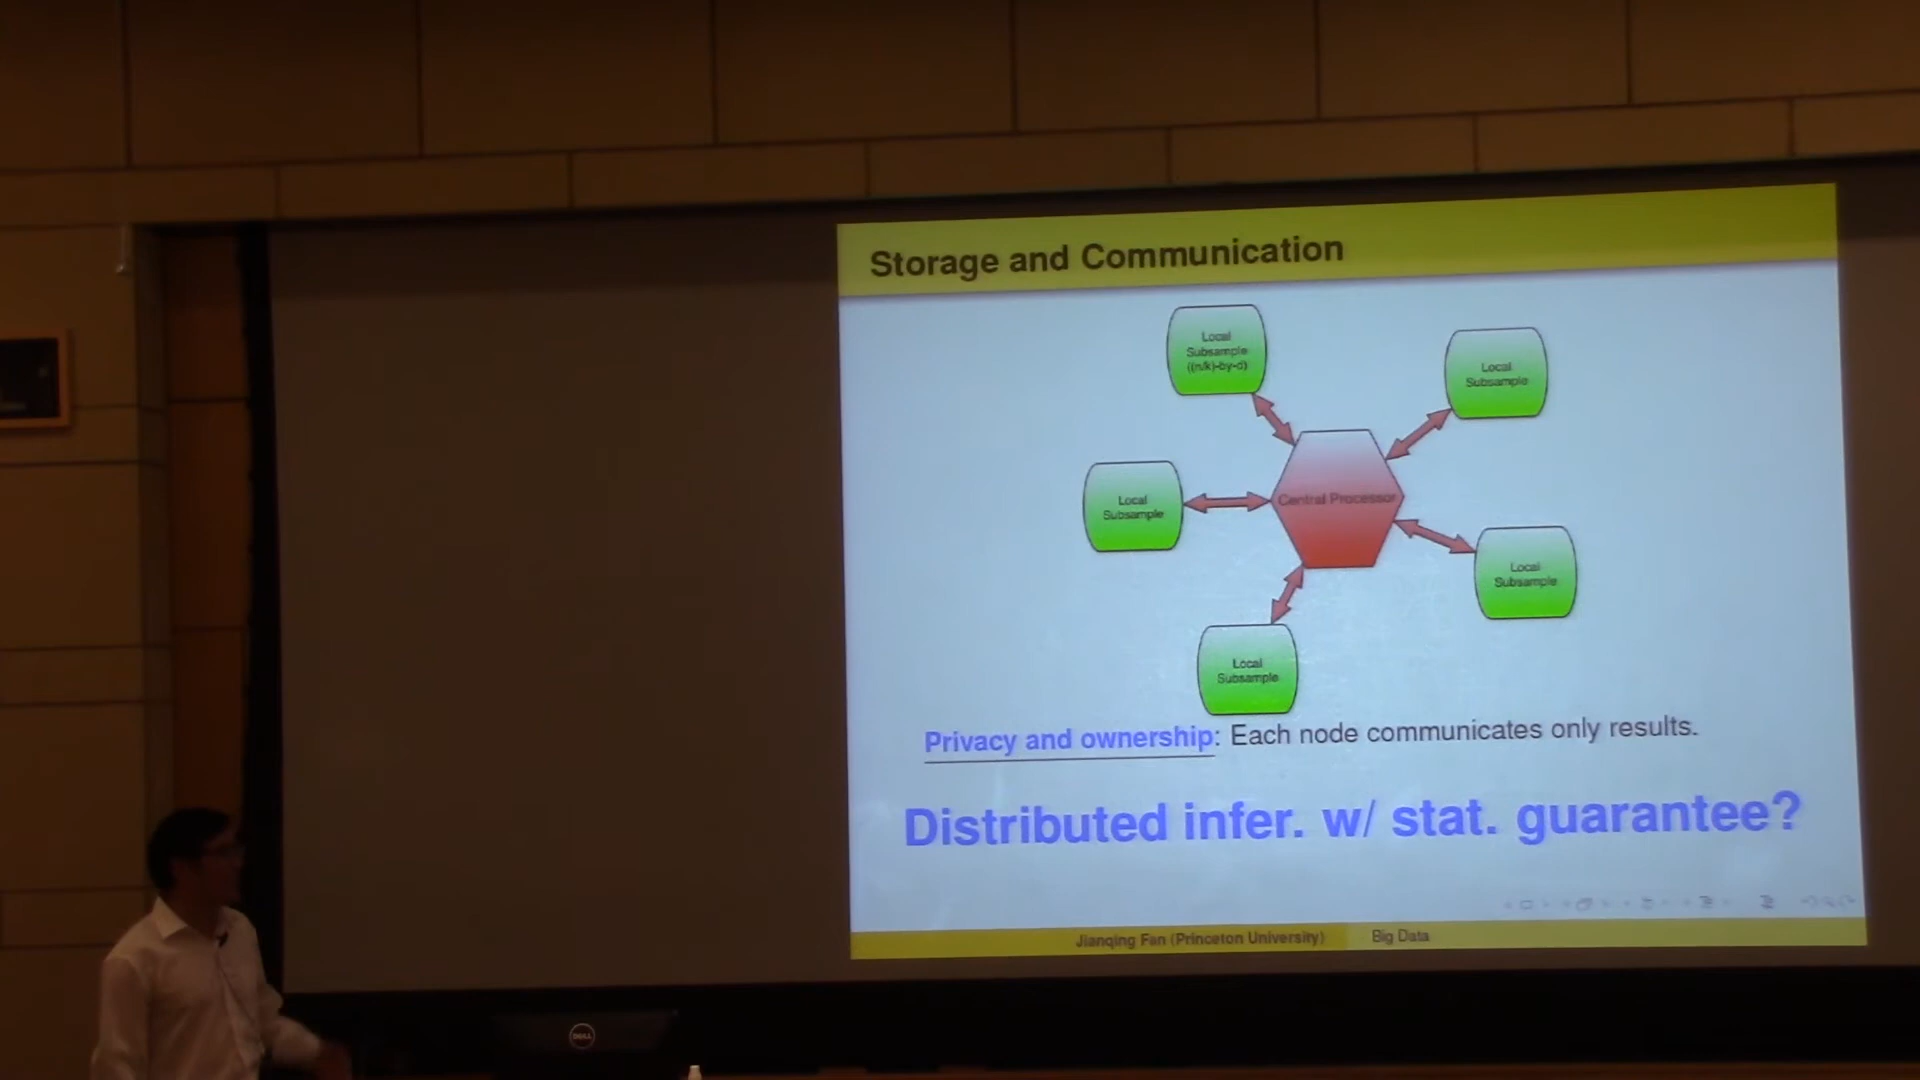 Storage and Communication
Local
Subsample
((n/k)-by-d)
Local
Subsample
Central Processor
Local
Subsample
Local
Subsample
Local
Subsample
Privacy and ownership: Each node communicates only results.
Distributed infer. w/ stat. guarantee?
Jianqing Fan (Princeton University)
Big Data
DELL